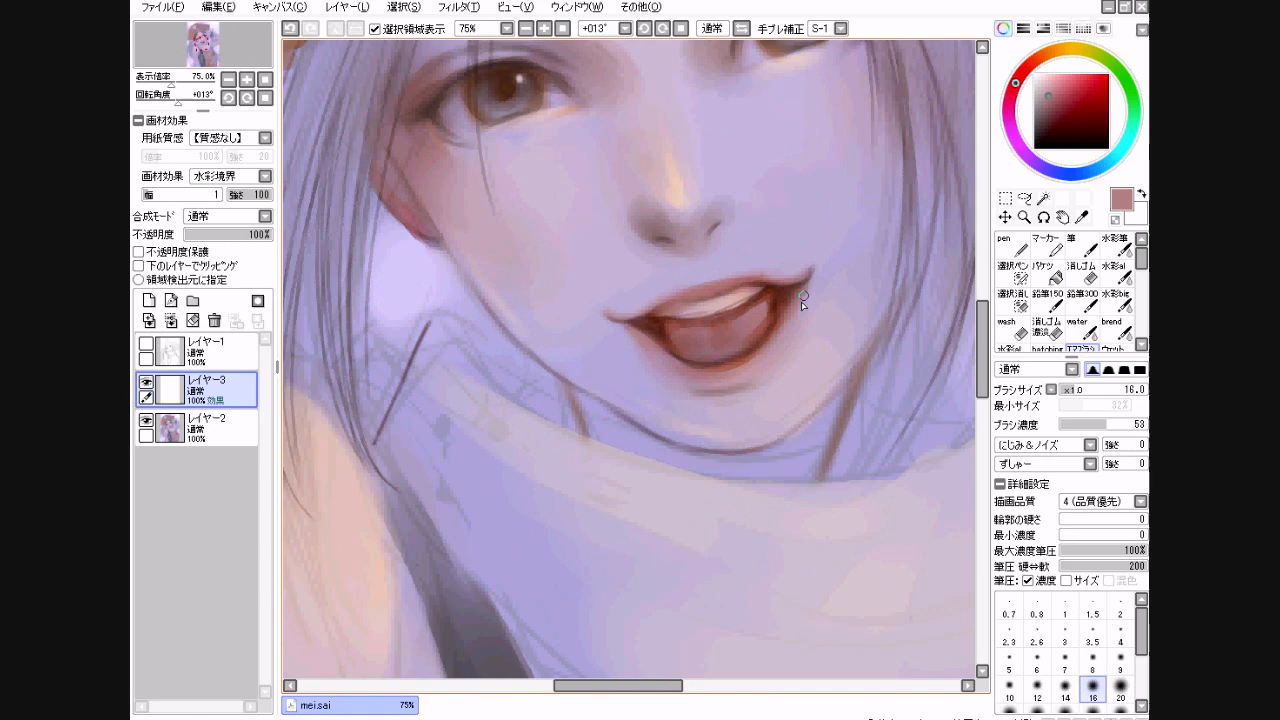 ファイル(F) 編集(E) キャンバス(C) レイヤー(L) 選択(S) フィルタ(T) ビュー(V) ウィンドウ(W) その他(O)
選択領域表示 75% +013° 通常 手ブレ補正 S-1
表示倍率 75.0%
回転角度 +013°
画材効果
用紙質感 【質感なし】
倍率 100% 強さ 20
画材効果 水彩境界
幅 1 強さ 100
合成モード 通常
不透明度 100%
不透明度保護
下のレイヤーでクリッピング
領域検出元に指定
レイヤー1
通常
100%
レイヤー3
通常
100% 効果
レイヤー2
通常
100%
mei.sai 75%
pen マーカー 筆 水彩筆
選択ペン バケツ 消しゴム 水彩al
選択消し 鉛筆150 鉛筆300 水彩big
wash 消しゴム濃淡 water brend
水彩al hatching
通常
ブラシサイズ x1.0 16.0
最小サイズ 32%
ブラシ濃度 53
にじみ&ノイズ 強さ 0
ずしゃー 強さ 0
詳細設定
描画品質 4 (品質優先)
輪郭の硬さ 0
最小濃度 0
最大濃度筆圧 100%
筆圧 硬⇔軟 200
筆圧: 濃度 サイズ 混色
0.7 0.8 1 1.5 2
2.3 2.6 3 3.5 4
5 6 7 8 9
10 12 14 16 20